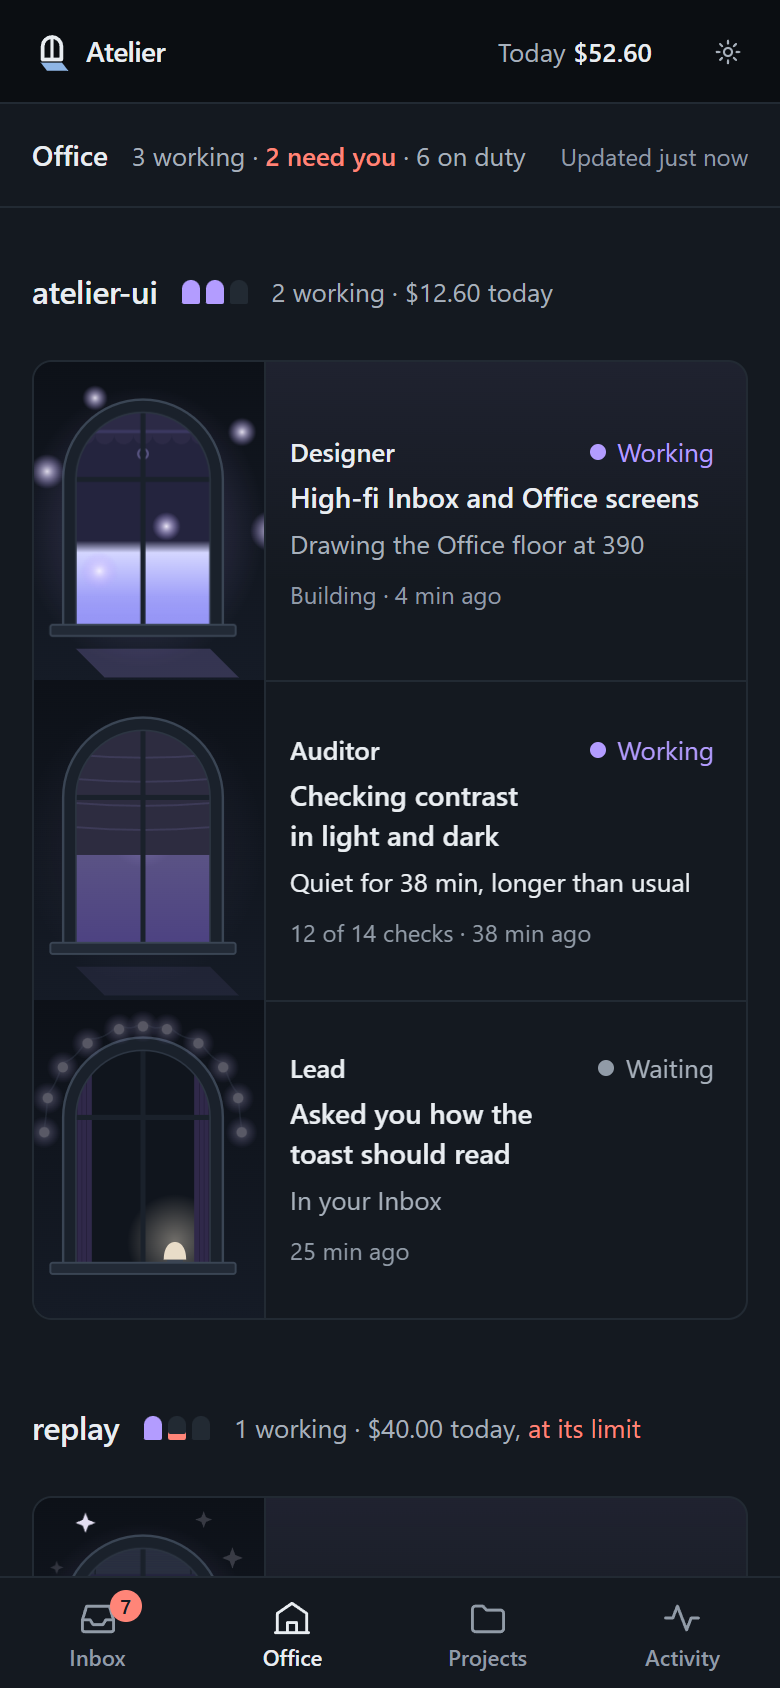 Atelier
Today $52.60
Office 3 working · 2 need you · 6 on duty Updated just now
atelier-ui 2 working · $12.60 today
Designer Working
High-fi Inbox and Office screens
Drawing the Office floor at 390
Building · 4 min ago
Auditor Working
Checking contrast
in light and dark
Quiet for 38 min, longer than usual
12 of 14 checks · 38 min ago
Lead Waiting
Asked you how the
toast should read
In your Inbox
25 min ago
replay 1 working · $40.00 today, at its limit
7
Inbox Office Projects Activity